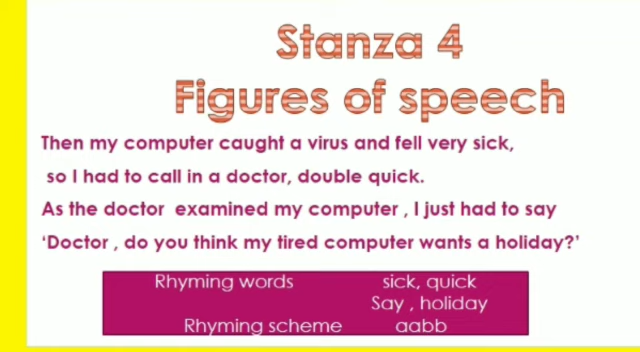 Stanza 4
Figures of speech
Then my computer caught a virus and fell very sick,
so I had to call in a doctor, double quick.
As the doctor examined my computer , I just had to say
‘Doctor , do you think my tired computer wants a holiday?’
Rhyming words sick, quick
Say , holiday
Rhyming scheme aabb